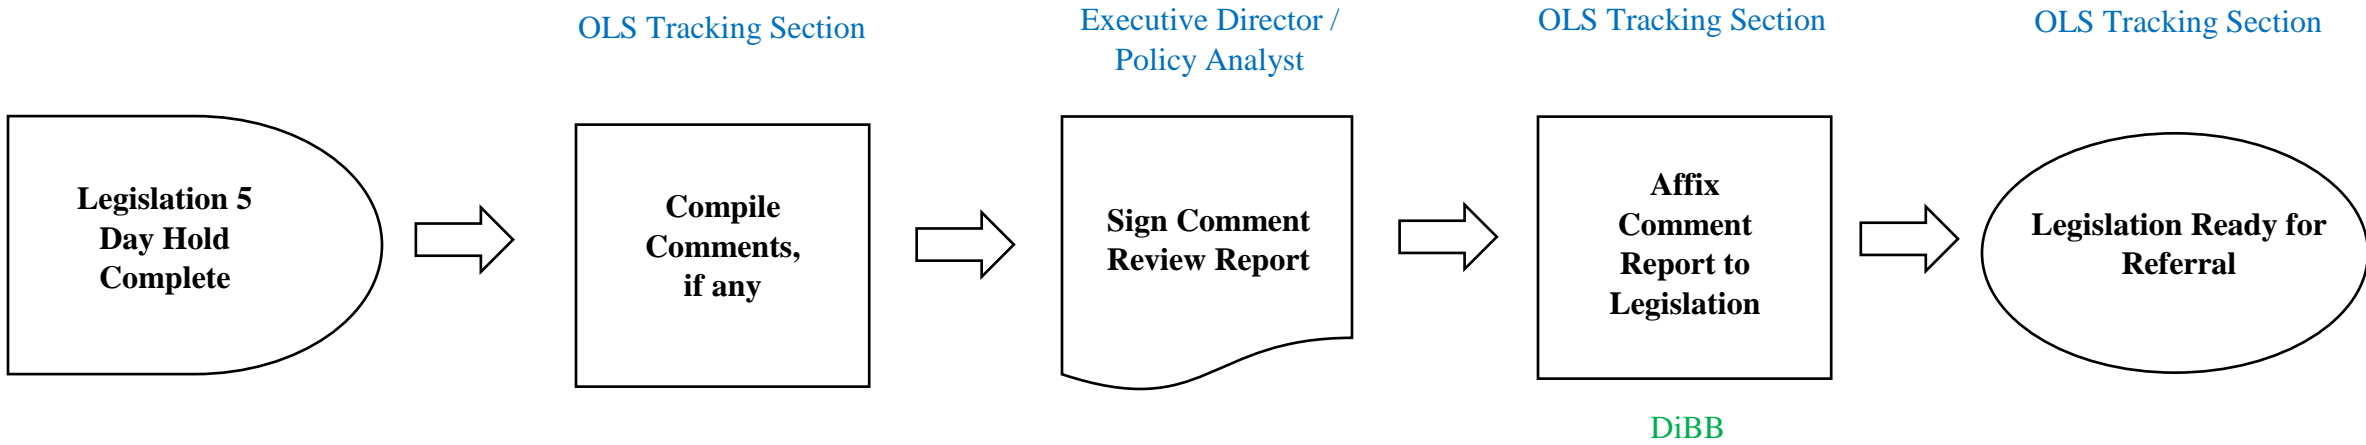 OLS Tracking Section
Executive Director /
Policy Analyst
OLS Tracking Section
OLS Tracking Section
Legislation 5
Day Hold
Complete
Compile
Comments,
if any
Sign Comment
Review Report
Affix
Comment
Report to
Legislation
Legislation Ready for
Referral
DiBB